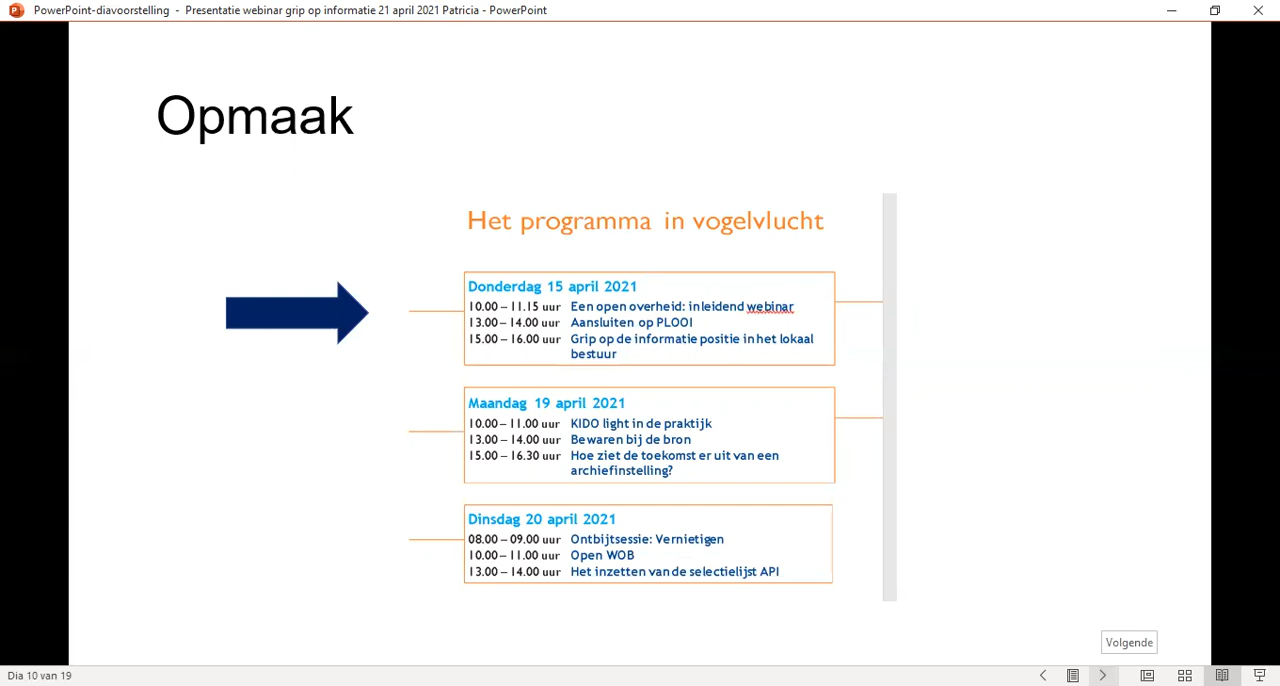 PowerPoint-diavoorstelling - Presentatie webinar grip op informatie 21 april 2021 Patricia - PowerPoint
Opmaak
Het programma in vogelvlucht
Donderdag 15 april 2021
10.00 – 11.15 uur Een open overheid: inleidend webinar
13.00 – 14.00 uur Aansluiten op PLOOI
15.00 – 16.00 uur Grip op de informatie positie in het lokaal
bestuur
Maandag 19 april 2021
10.00 – 11.00 uur KIDO light in de praktijk
13.00 – 14.00 uur Bewaren bij de bron
15.00 – 16.30 uur Hoe ziet de toekomst er uit van een
archiefinstelling?
Dinsdag 20 april 2021
08.00 – 09.00 uur Ontbijtsessie: Vernietigen
10.00 – 11.00 uur Open WOB
13.00 – 14.00 uur Het inzetten van de selectielijst API
Volgende
Dia 10 van 19